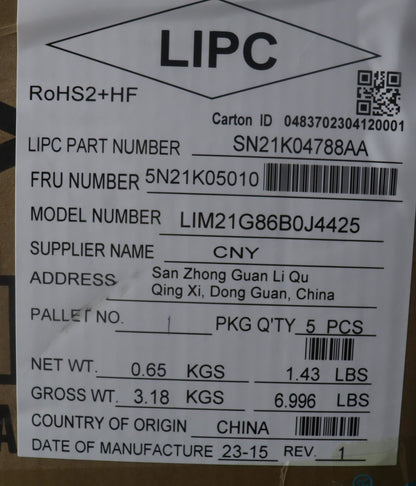 LIPC
RoHS2+HF
Carton ID 0483702304120001
LIPC PART NUMBER SN21K04788AA
FRU NUMBER 5N21K05010
MODEL NUMBER LIM21G86B0J4425
SUPPLIER NAME CNY
ADDRESS San Zhong Guan Li Qu
Qing Xi, Dong Guan, China
PALLET NO. 1 PKG Q'TY 5 PCS
NET WT. 0.65 KGS 1.43 LBS
GROSS WT. 3.18 KGS 6.996 LBS
COUNTRY OF ORIGIN CHINA
DATE OF MANUFACTURE 23-15 REV. 1